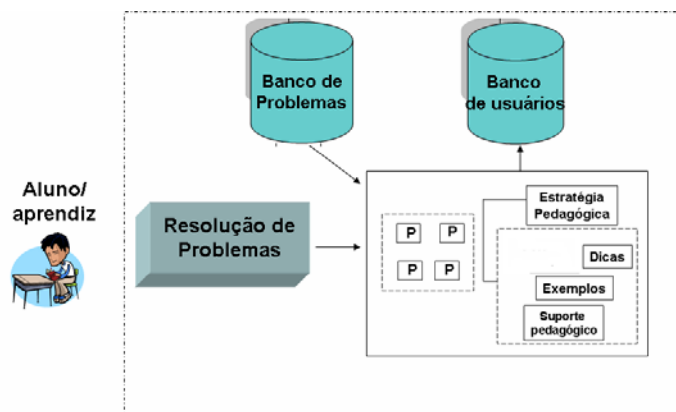 Banco de
Problemas
Banco
de usuários
Aluno/
aprendiz
Resolução de
Problemas
P P
P P
Estratégia
Pedagógica
Dicas
Exemplos
Suporte
pedagógico